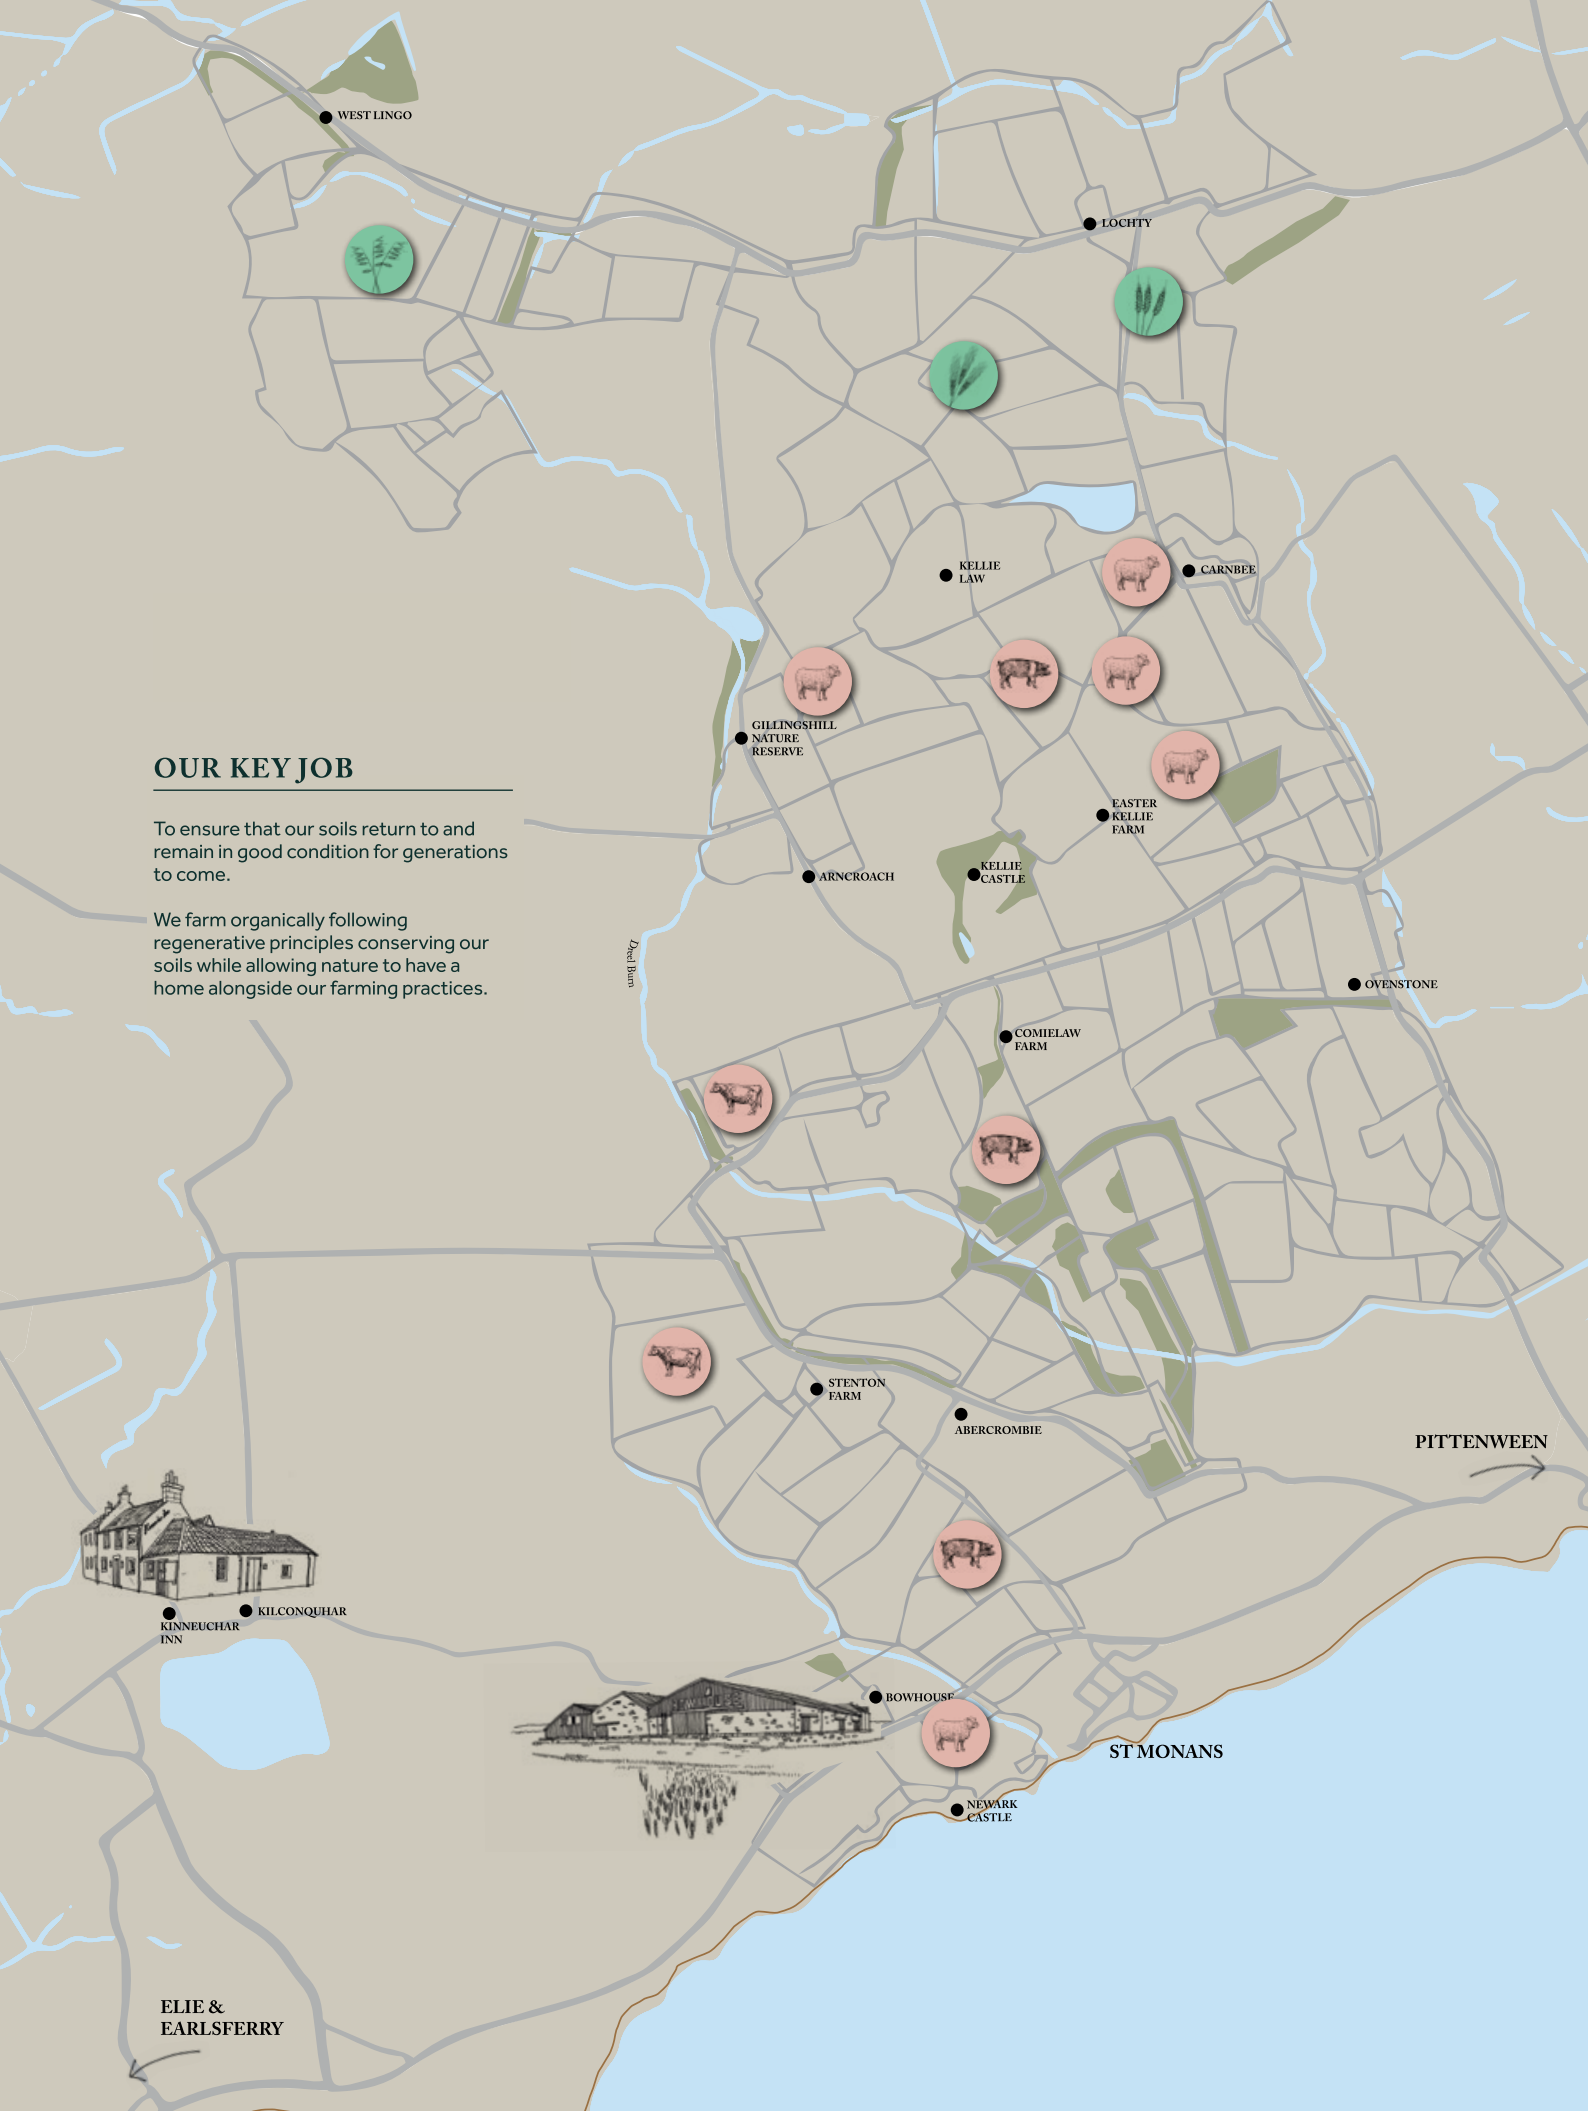 WEST LINGO
LOCHTY
KELLIE
LAW
CARNBEE
GILLINGSHILL
NATURE
RESERVE
OUR KEY JOB
To ensure that our soils return to and
remain in good condition for generations
to come.
We farm organically following
regenerative principles conserving our
soils while allowing nature to have a
home alongside our farming practices.
EASTER
KELLIE
FARM
KELLIE
CASTLE
ARNCROACH
Dreel Burn
OVENSTONE
COMIELAW
FARM
STENTON
FARM
ABERCROMBIE
PITTENWEEN
KINNEUCHAR
INN
KILCONQUHAR
BOWHOUSE
BOWHOUSE
ST MONANS
NEWARK
CASTLE
ELIE &
EARLSFERRY